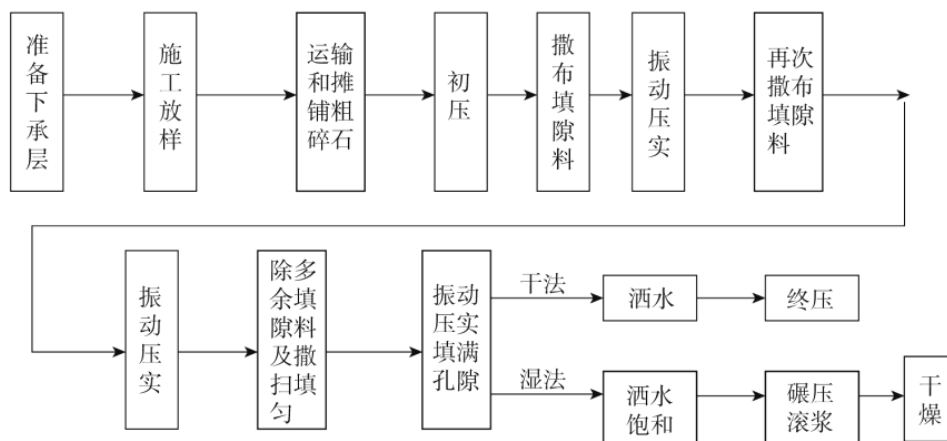 准备下承层
施工放样
运输
和摊
铺粗
碎石
初压
撒布填隙料
振动压实
再次
撒布
填隙
料
振动压实
除多
余填
隙料
及撒
扫填
匀
振动
压实
填满
孔隙
干法
洒水
终压
湿法
洒水
饱和
碾压
滚浆
干燥